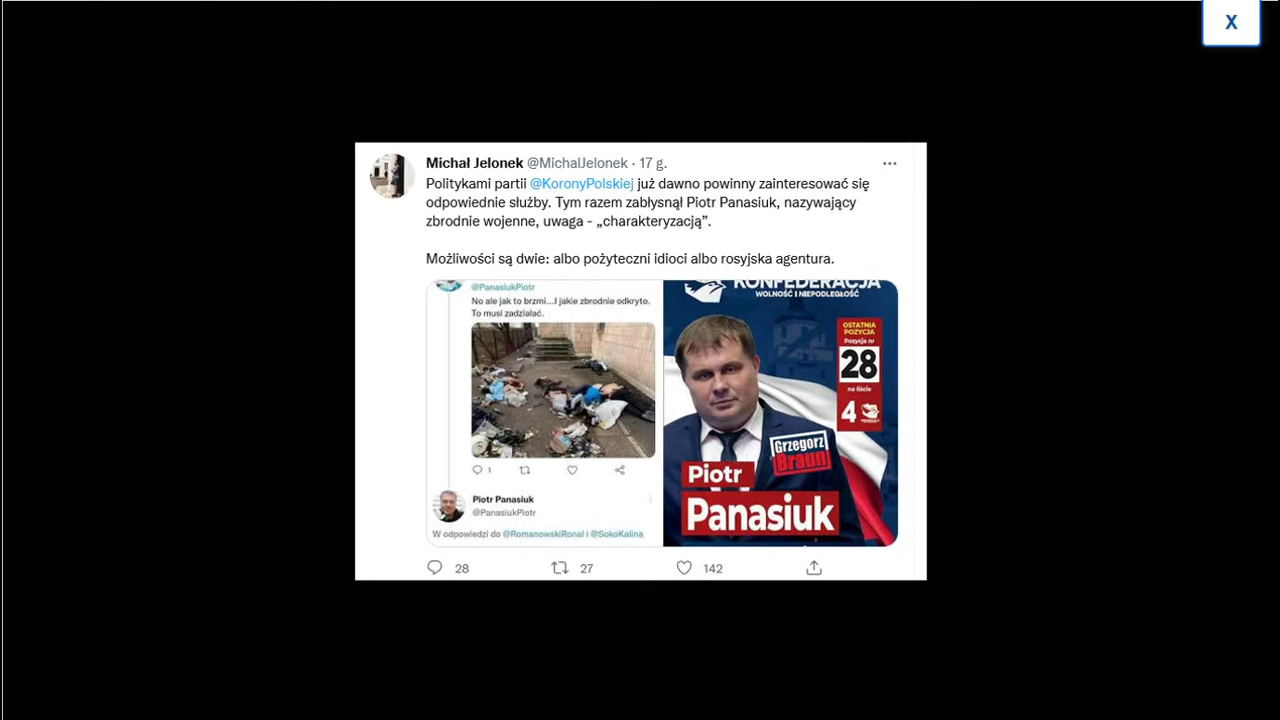 X
Michał Jelonek @MichalJelonek · 17 g.
Politykami partii @KoronyPolskiej już dawno powinny zainteresować się
odpowiednie służby. Tym razem zabłysnął Piotr Panasiuk, nazywający
zbrodnie wojenne, uwaga - „charakteryzacją”.
Możliwości są dwie: albo pożyteczni idioci albo rosyjska agentura.
@PanasiukPiotr
No ale jak to brzmi...I jakie zbrodnie odkryto.
To musi zadziałać.
1
Piotr Panasiuk
@PanasiukPiotr
W odpowiedzi do @RomanowskiRonal i @SokoKalina
KONFEDERACJA
WOLNOŚĆ I NIEPODLEGŁOŚĆ
OSTATNIA
POZYCJA
Pozycja nr
28
na liście
4
Grzegorz
Braun
Piotr
Panasiuk
28 27 142